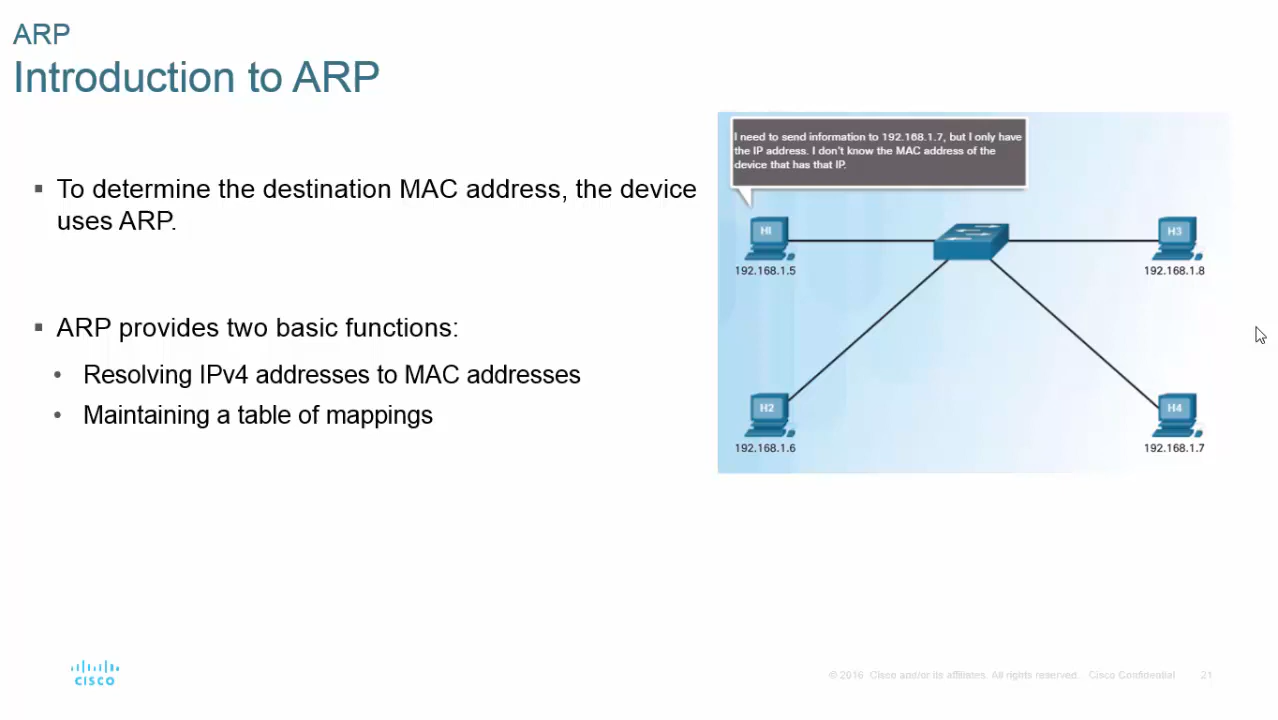 ARP
Introduction to ARP
▪ To determine the destination MAC address, the device
uses ARP.
▪ ARP provides two basic functions:
• Resolving IPv4 addresses to MAC addresses
• Maintaining a table of mappings
I need to send information to 192.168.1.7, but I only have
the IP address. I don't know the MAC address of the
device that has that IP.
H1
192.168.1.5
H3
192.168.1.8
H2
192.168.1.6
H4
192.168.1.7
CISCO
© 2016 Cisco and/or its affiliates. All rights reserved. Cisco Confidential 21